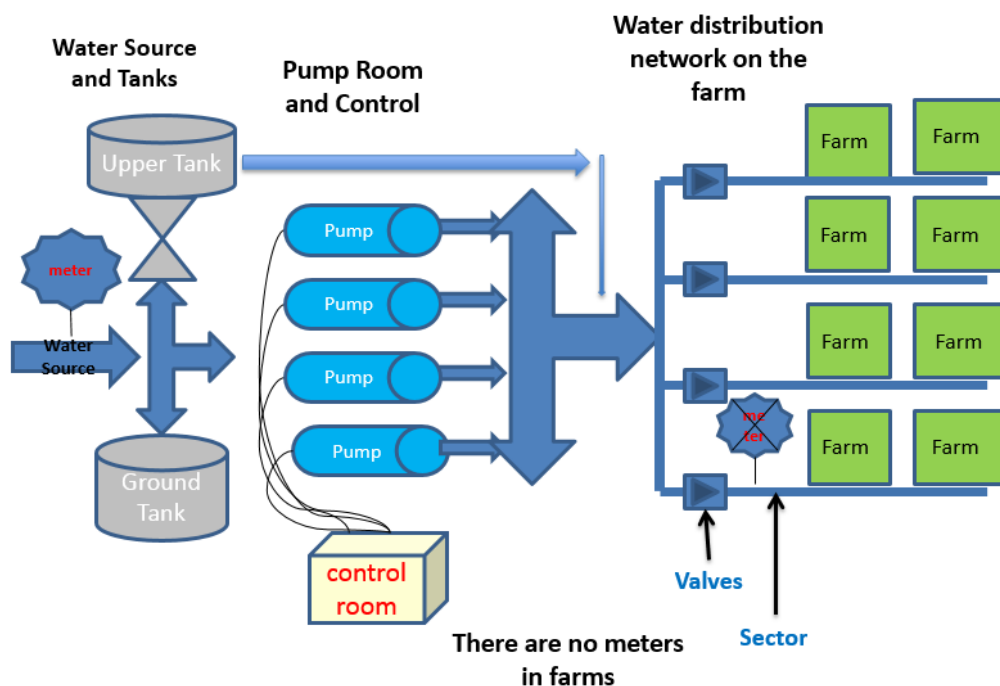 Water Source
and Tanks
Pump Room
and Control
Water distribution
network on the
farm
Upper Tank
meter
Water
Source
Ground
Tank
Pump
Pump
Pump
Pump
control
room
Farm
Farm
Farm
Farm
Farm
Farm
me
ter
Farm
Farm
Valves
Sector
There are no meters
in farms